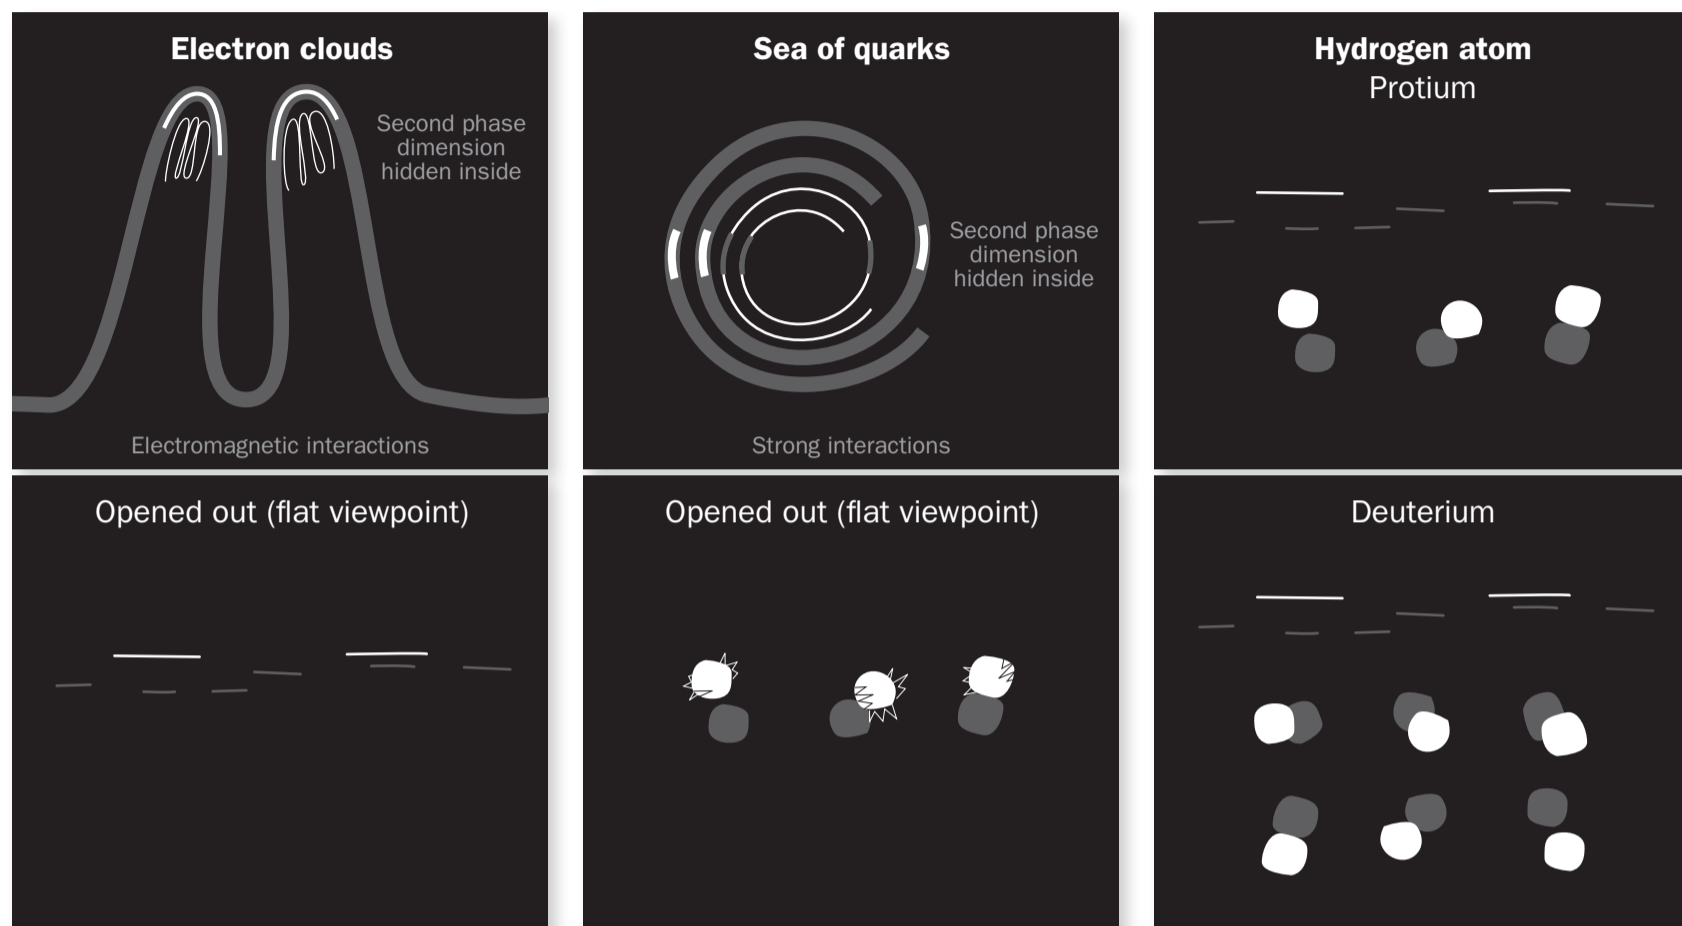 Electron clouds
Second phase
dimension
hidden inside
Electromagnetic interactions
Sea of quarks
Second phase
dimension
hidden inside
Strong interactions
Hydrogen atom
Protium
Opened out (flat viewpoint)
Opened out (flat viewpoint)
Deuterium